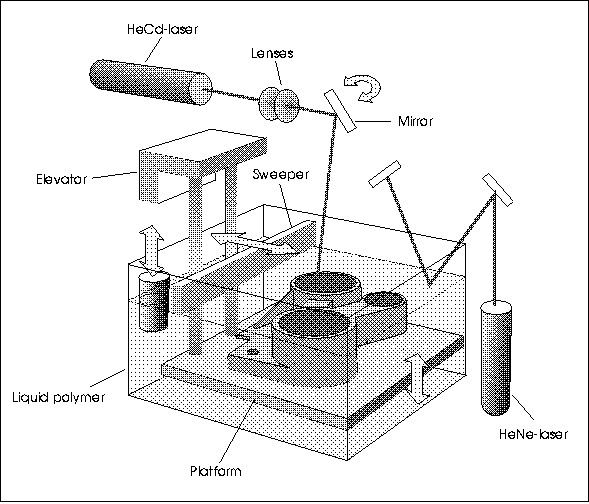 HeCd-laser
Lenses
Mirror
Elevator
Sweeper
Liquid polymer
HeNe-laser
Platform